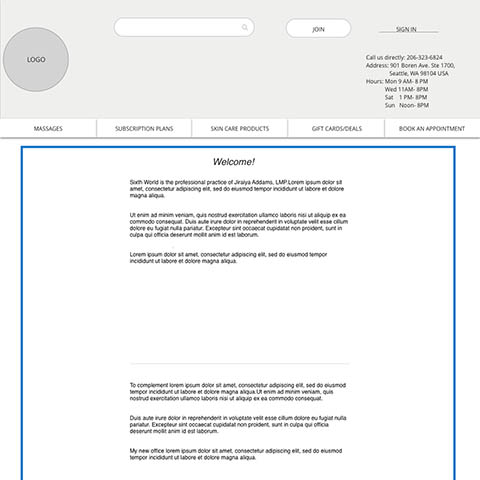 JOIN
SIGN IN
LOGO
Call us directly: 206-323-6824
Address: 901 Boren Ave. Ste 1700,
Seattle, WA 98104 USA
Hours: Mon 9 AM- 8 PM
Wed 11AM- 8PM
Sat 1 PM- 8PM
Sun Noon- 8PM
MASSAGES
SUBSCRIPTION PLANS
SKIN CARE PRODUCTS
GIFT CARDS/DEALS
BOOK AN APPOINTMENT
Welcome!
Sixth World is the professional practice of Jiraiya Addams, LMP.Lorem ipsum dolor sit
amet, consectetur adipiscing elit, sed do eiusmod tempor incididunt ut labore et dolore
magna aliqua.
Ut enim ad minim veniam, quis nostrud exercitation ullamco laboris nisi ut aliquip ex ea
commodo consequat. Duis aute irure dolor in reprehenderit in voluptate velit esse cillum
dolore eu fugiat nulla pariatur. Excepteur sint occaecat cupidatat non proident, sunt in
culpa qui officia deserunt mollit anim id est laborum.
Lorem ipsum dolor sit amet, consectetur adipiscing elit, sed do eiusmod tempor
incididunt ut labore et dolore magna aliqua.
To complement lorem ipsum dolor sit amet, consectetur adipiscing elit, sed do eiusmod
tempor incididunt ut labore et dolore magna aliqua.Ut enim ad minim veniam, quis
nostrud exercitation ullamco laboris nisi ut aliquip ex ea commodo consequat.
Duis aute irure dolor in reprehenderit in voluptate velit esse cillum dolore eu fugiat nulla
pariatur. Excepteur sint occaecat cupidatat non proident, sunt in culpa qui officia
deserunt mollit anim id est laborum.
My new office lorem ipsum dolor sit amet, consectetur adipiscing elit, sed do eiusmod
tempor incididunt ut labore et dolore magna aliqua.